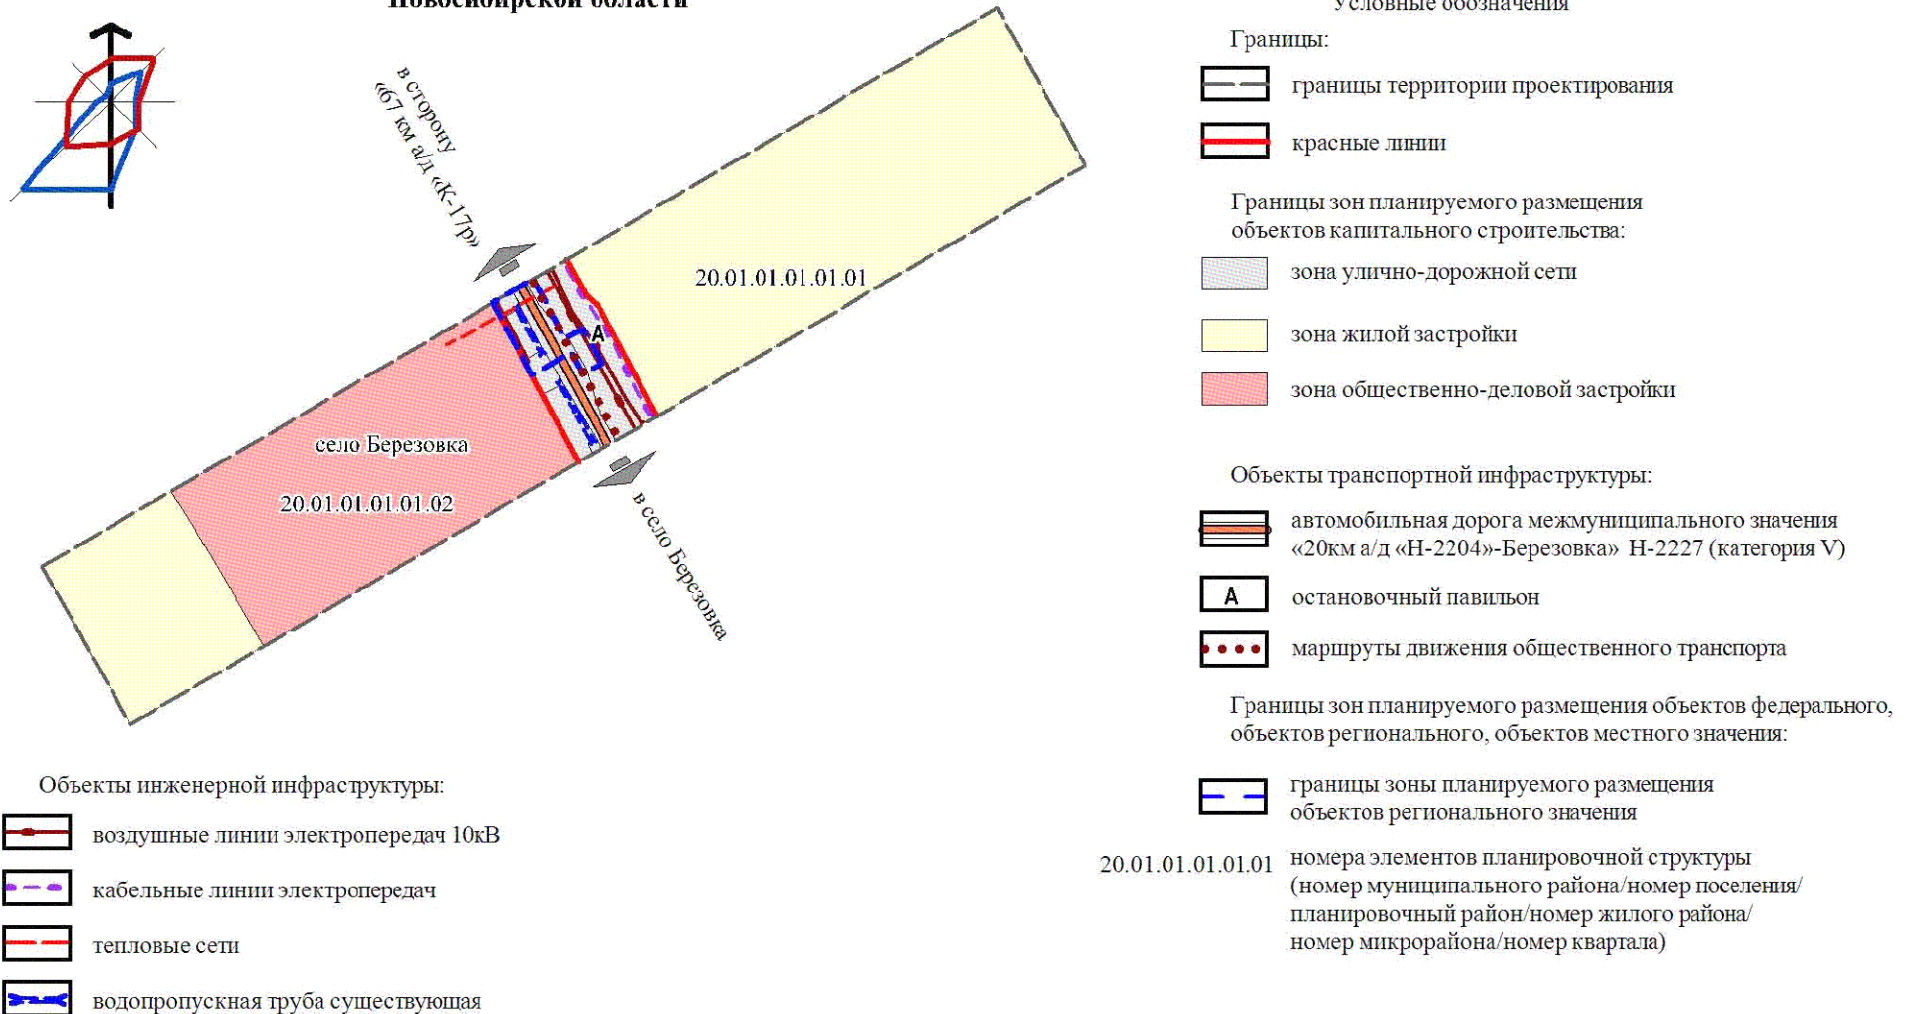 Новосибирской области
в сторону
«67 км а/д «К-17р»
20.01.01.01.01.01
А
село Березовка
20.01.01.01.01.02
в село Березовка
Условные обозначения
Границы:
границы территории проектирования
красные линии
Границы зон планируемого размещения
объектов капитального строительства:
зона улично-дорожной сети
зона жилой застройки
зона общественно-деловой застройки
Объекты транспортной инфраструктуры:
автомобильная дорога межмуниципального значения
«20км а/д «Н-2204»-Березовка» Н-2227 (категория V)
А
остановочный павильон
маршруты движения общественного транспорта
Границы зон планируемого размещения объектов федерального,
объектов регионального, объектов местного значения:
границы зоны планируемого размещения
объектов регионального значения
20.01.01.01.01.01
номера элементов планировочной структуры
(номер муниципального района/номер поселения/
планировочный район/номер жилого района/
номер микрорайона/номер квартала)
Объекты инженерной инфраструктуры:
воздушные линии электропередач 10кВ
кабельные линии электропередач
тепловые сети
водопропускная труба существующая